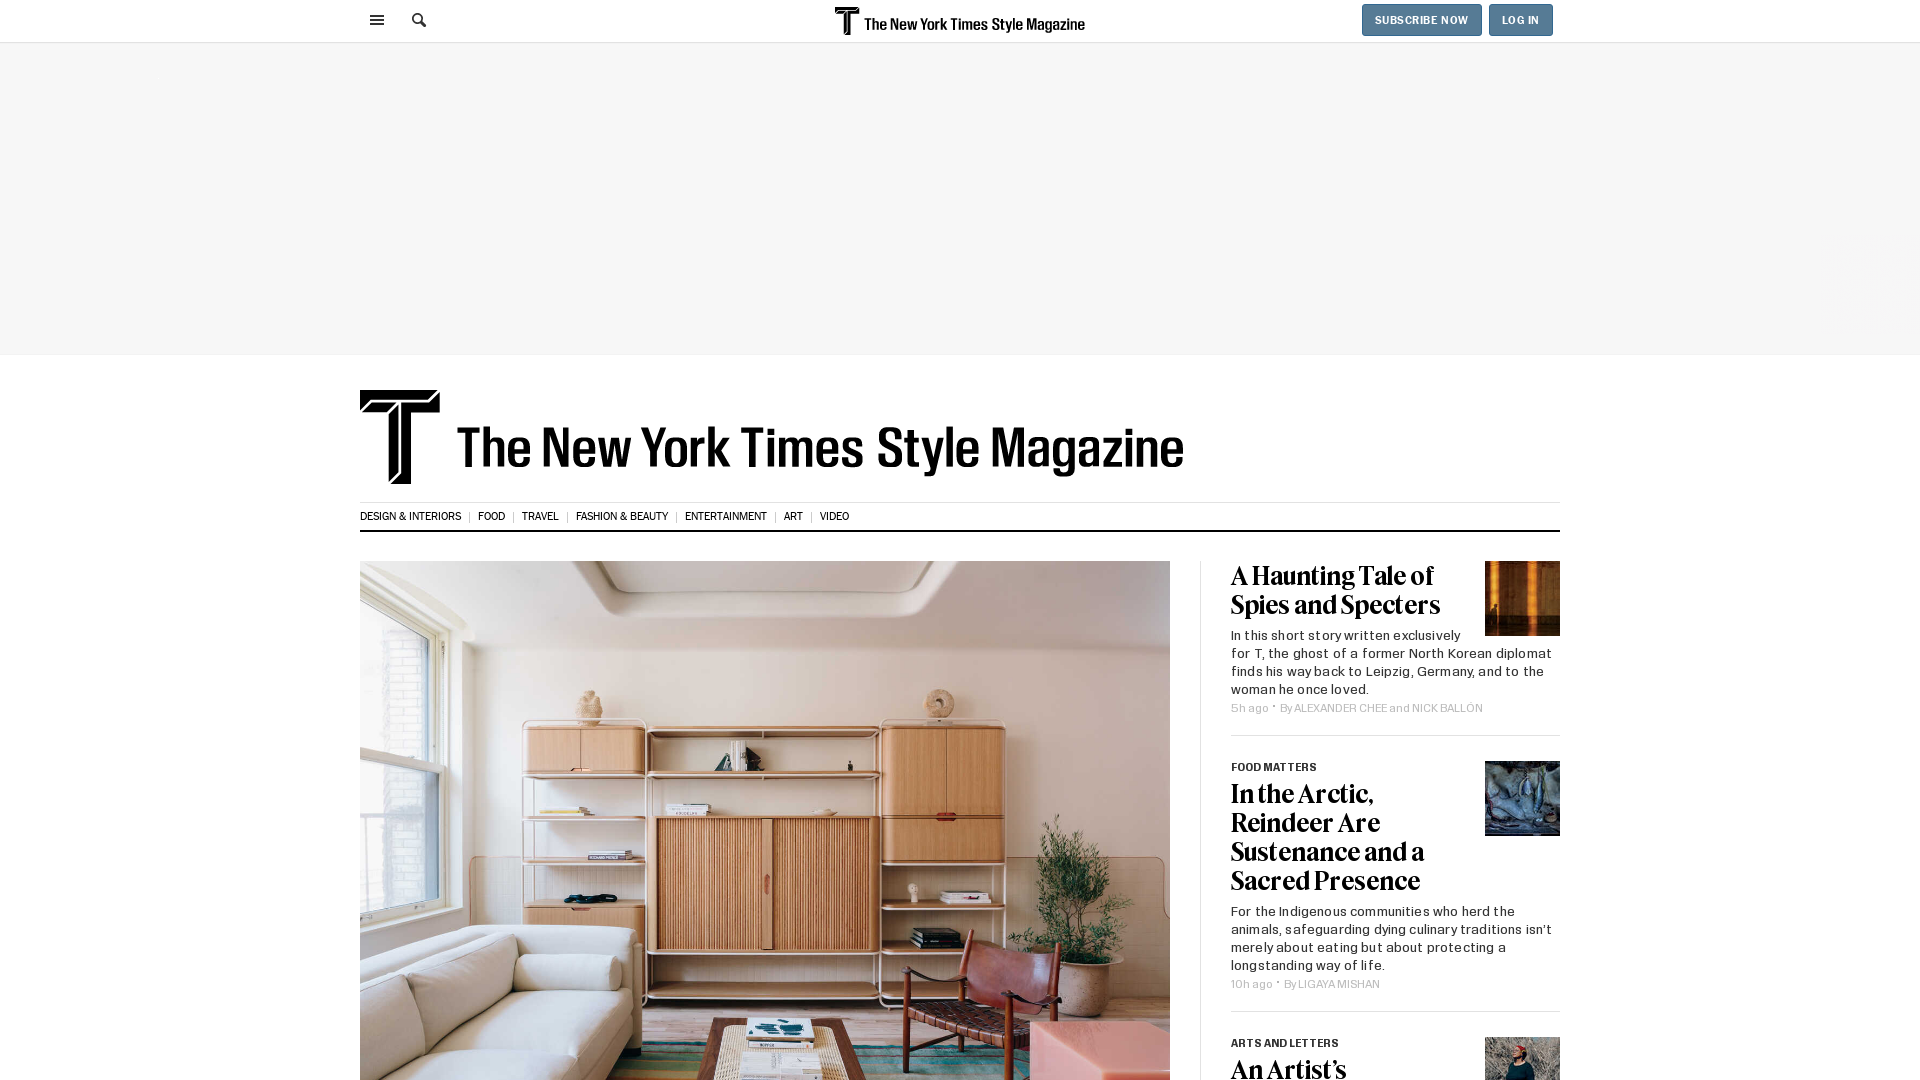 The New York Times Style Magazine
SUBSCRIBE NOW
LOG IN
The New York Times Style Magazine
DESIGN & INTERIORS
FOOD
TRAVEL
FASHION & BEAUTY
ENTERTAINMENT
ART
VIDEO
A Haunting Tale of
Spies and Specters
In this short story written exclusively
for T, the ghost of a former North Korean diplomat
finds his way back to Leipzig, Germany, and to the
woman he once loved.
5h ago · By ALEXANDER CHEE and NICK BALLÓN
FOOD MATTERS
In the Arctic,
Reindeer Are
Sustenance and a
Sacred Presence
For the Indigenous communities who herd the
animals, safeguarding dying culinary traditions isn't
merely about eating but about protecting a
longstanding way of life.
10h ago · By LIGAYA MISHAN
ARTS AND LETTERS
An Artist's